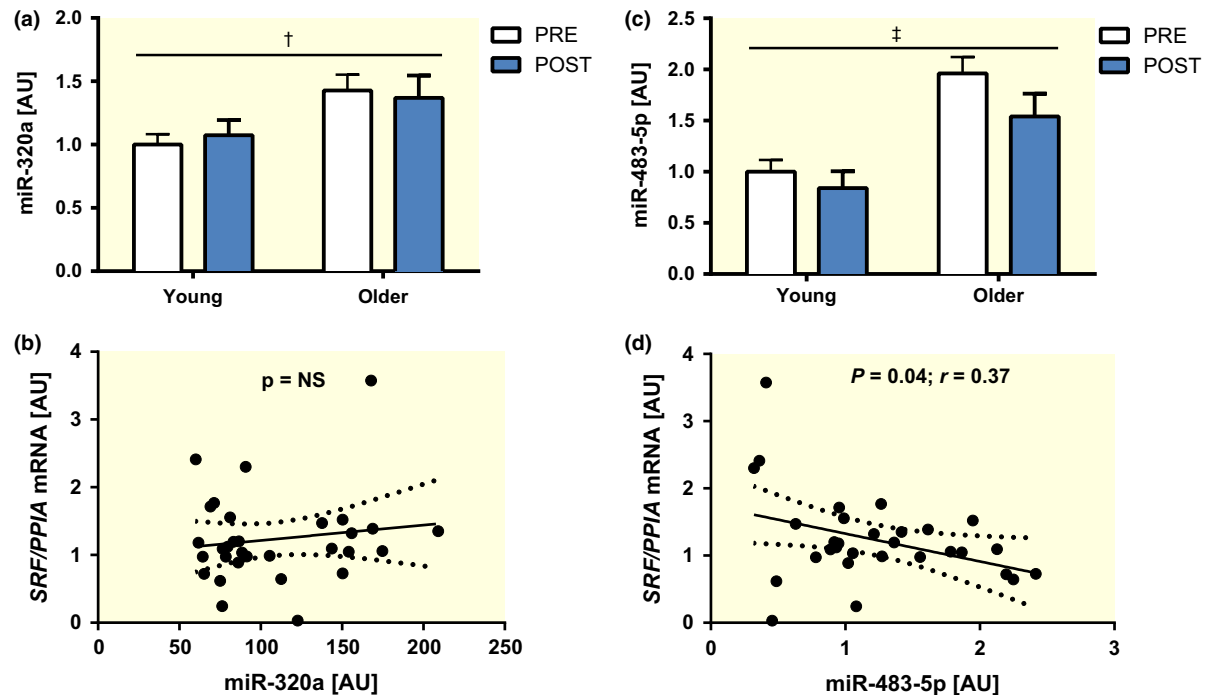 (a)
miR-320a [AU]
2.0
1.5
1.0
0.5
0.0
†
Young
Older
PRE
POST
(c)
miR-483-5p [AU]
2.5
2.0
1.5
1.0
0.5
0.0
‡
Young
Older
PRE
POST
(b)
SRF/PPIA mRNA [AU]
4
3
2
1
0
p = NS
0 50 100 150 200 250
miR-320a [AU]
(d)
SRF/PPIA mRNA [AU]
4
3
2
1
0
P = 0.04; r = 0.37
0 1 2 3
miR-483-5p [AU]